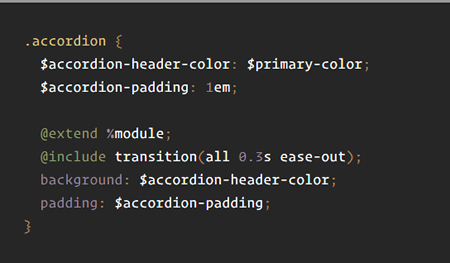 .accordion {
$accordion-header-color: $primary-color;
$accordion-padding: 1em;
@extend %module;
@include transition(all 0.3s ease-out);
background: $accordion-header-color;
padding: $accordion-padding;
}